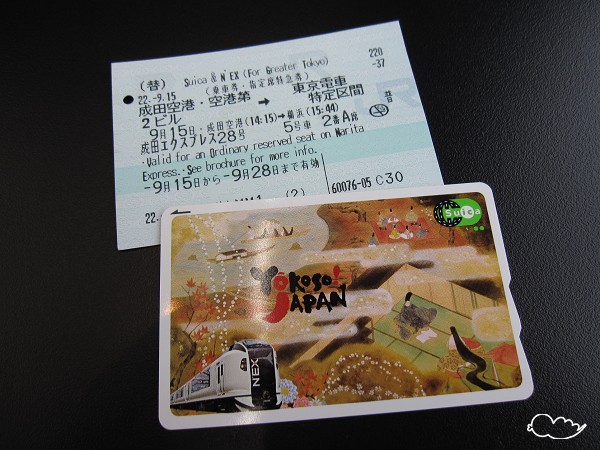 (替) Suica & N'EX (For Greater Tokyo) 220
(乗車券・指定席特急券) -37
22.-9.15
成田空港・空港第2ビル → 東京電車特定区間
9月15日・成田空港(14:15)→横浜(15:44)
成田エクスプレス28号 5号車 2番A席
・Valid for an Ordinary reserved seat on Narita
Express.・See brochure for more info.
-9月15日から-9月28日まで有効
22.
(2) 60076-05 C30
Suica
YŌKOSO!
JAPAN
NEX